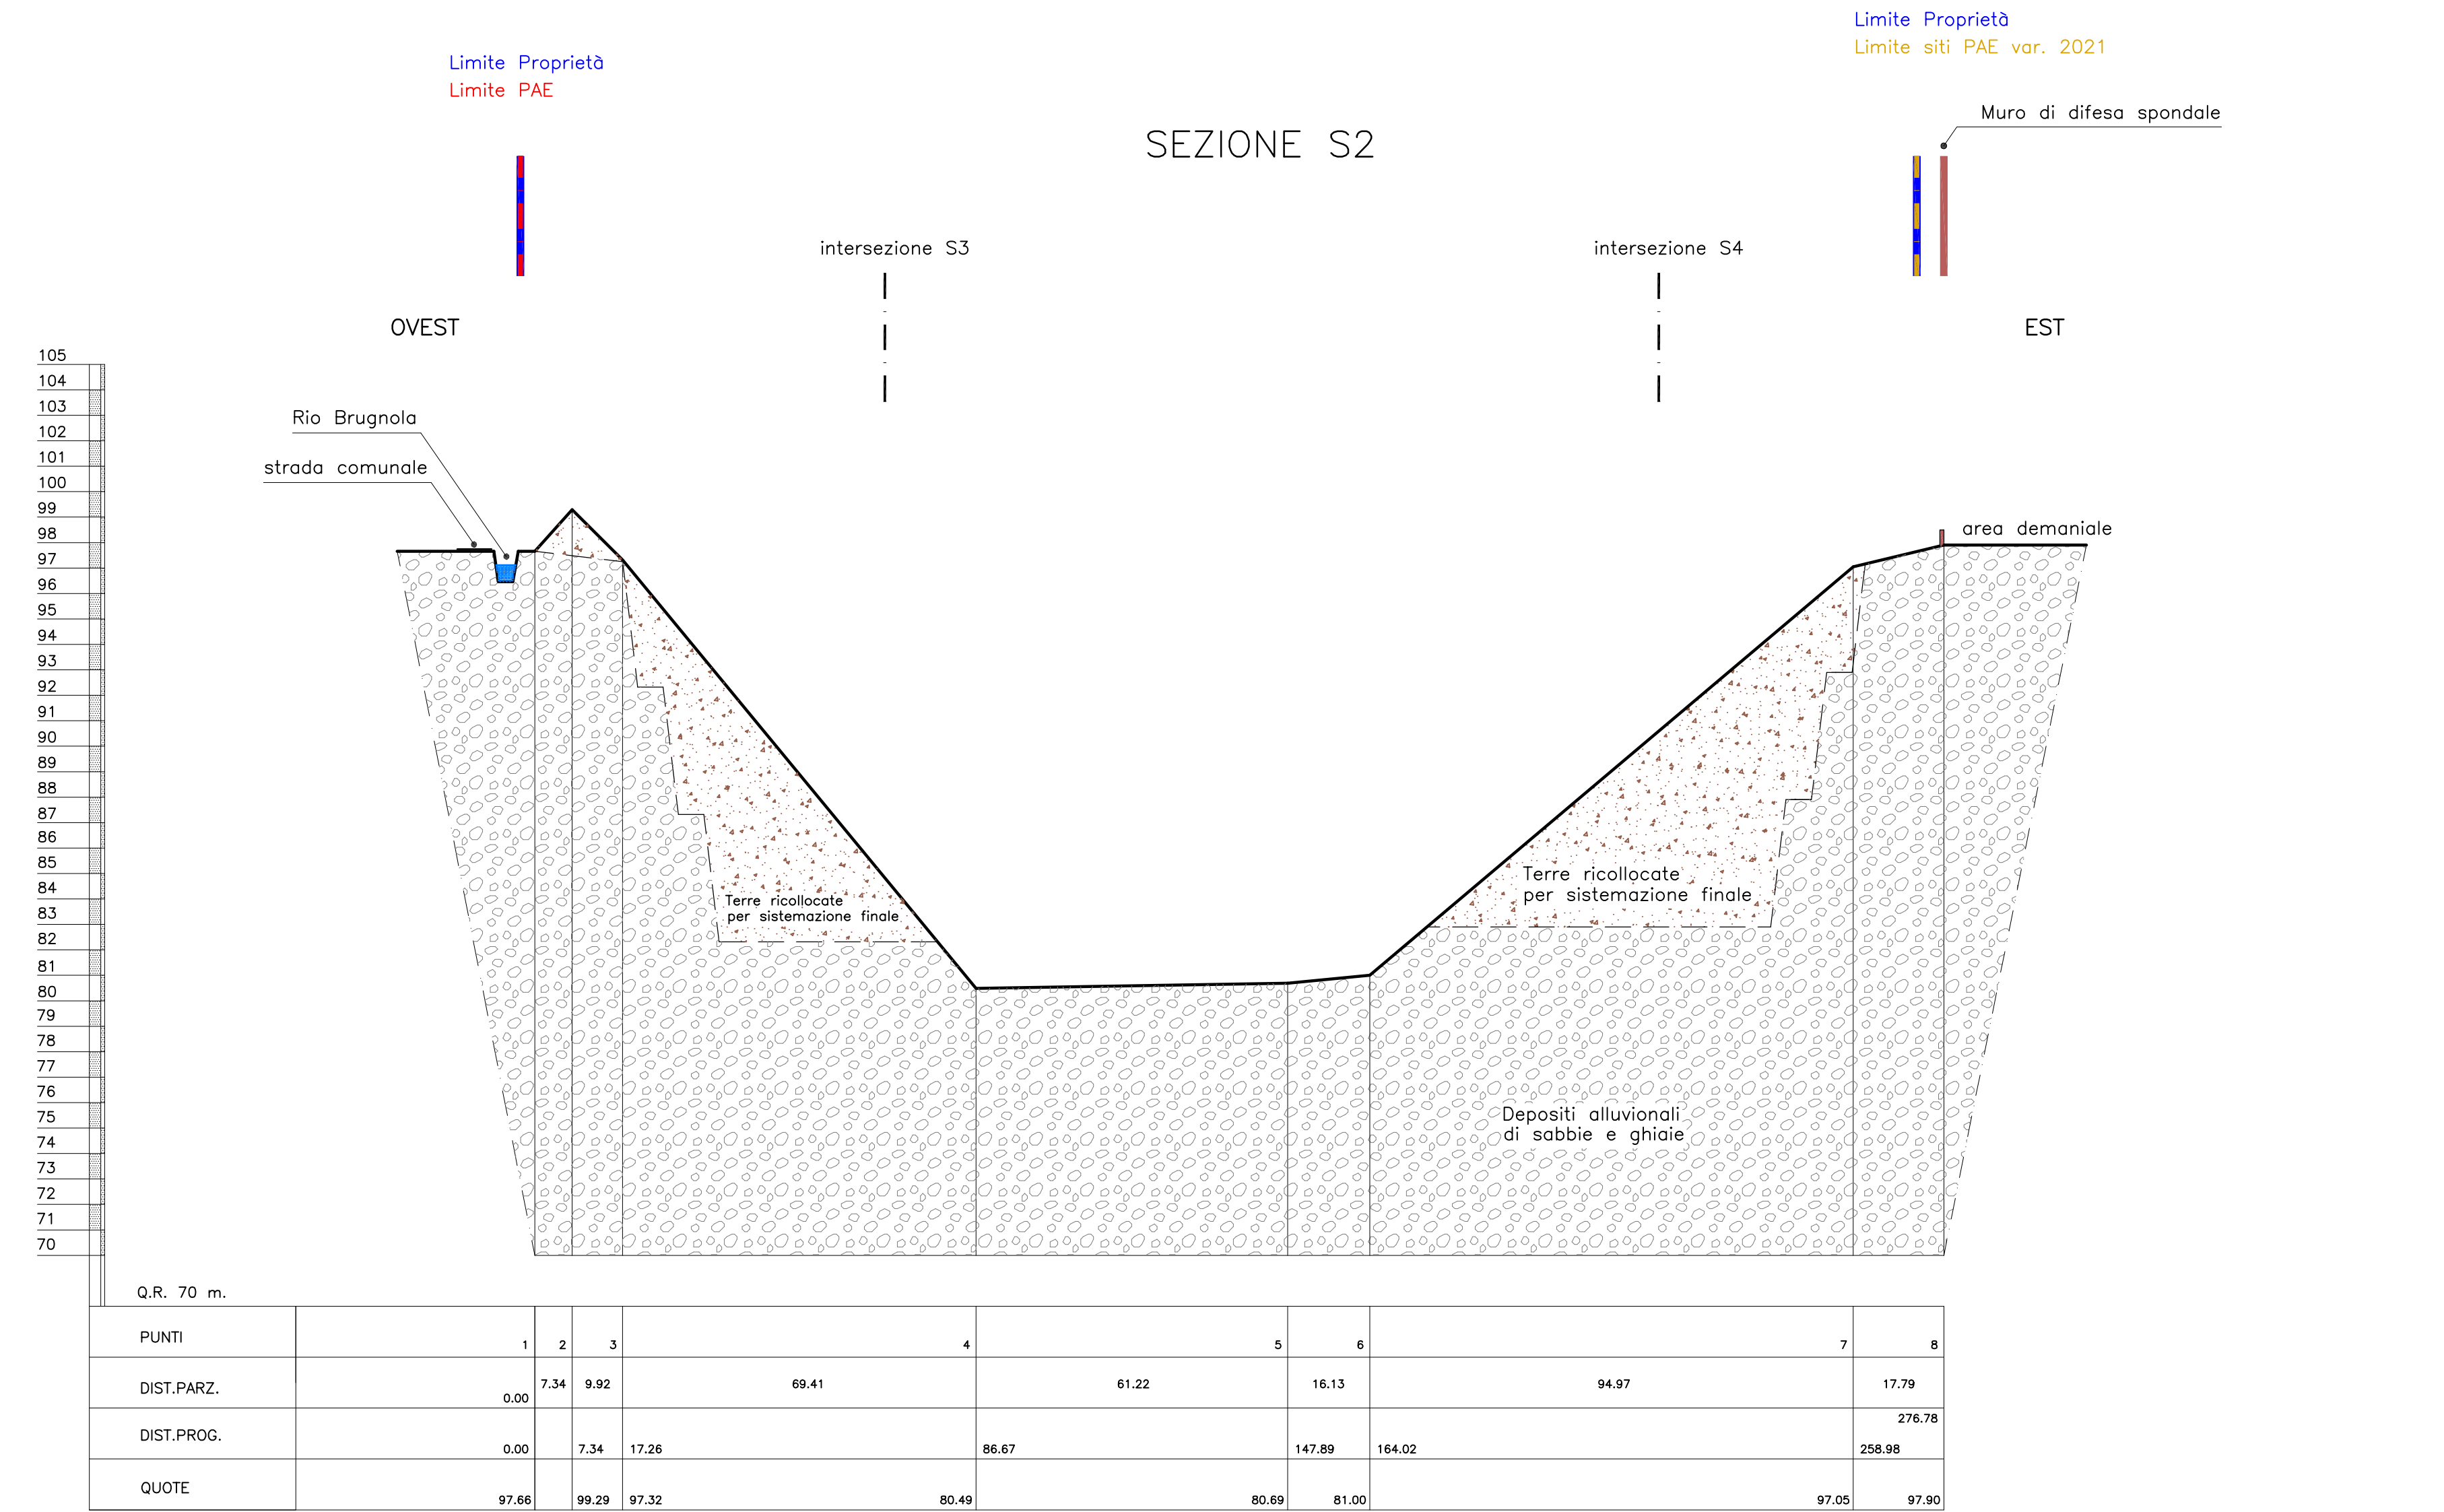 Limite Proprietà
Limite siti PAE var. 2021
Limite Proprietà
Limite PAE
Muro di difesa spondale
SEZIONE S2
intersezione S3
intersezione S4
OVEST
EST
105
104
103
102
101
100
99
98
97
96
95
94
93
92
91
90
89
88
87
86
85
84
83
82
81
80
79
78
77
76
75
74
73
72
71
70
Rio Brugnola
strada comunale
area demaniale
Terre ricollocate
per sistemazione finale
Terre ricollocate
per sistemazione finale
Depositi alluvionali
di sabbie e ghiaie
Q.R. 70 m.
PUNTI 1 2 3 4 5 6 7 8
DIST.PARZ. 0.00 7.34 9.92 69.41 61.22 16.13 94.97 17.79
DIST.PROG. 0.00 7.34 17.26 86.67 147.89 164.02 258.98 276.78
QUOTE 97.66 99.29 97.32 80.49 80.69 81.00 97.05 97.90